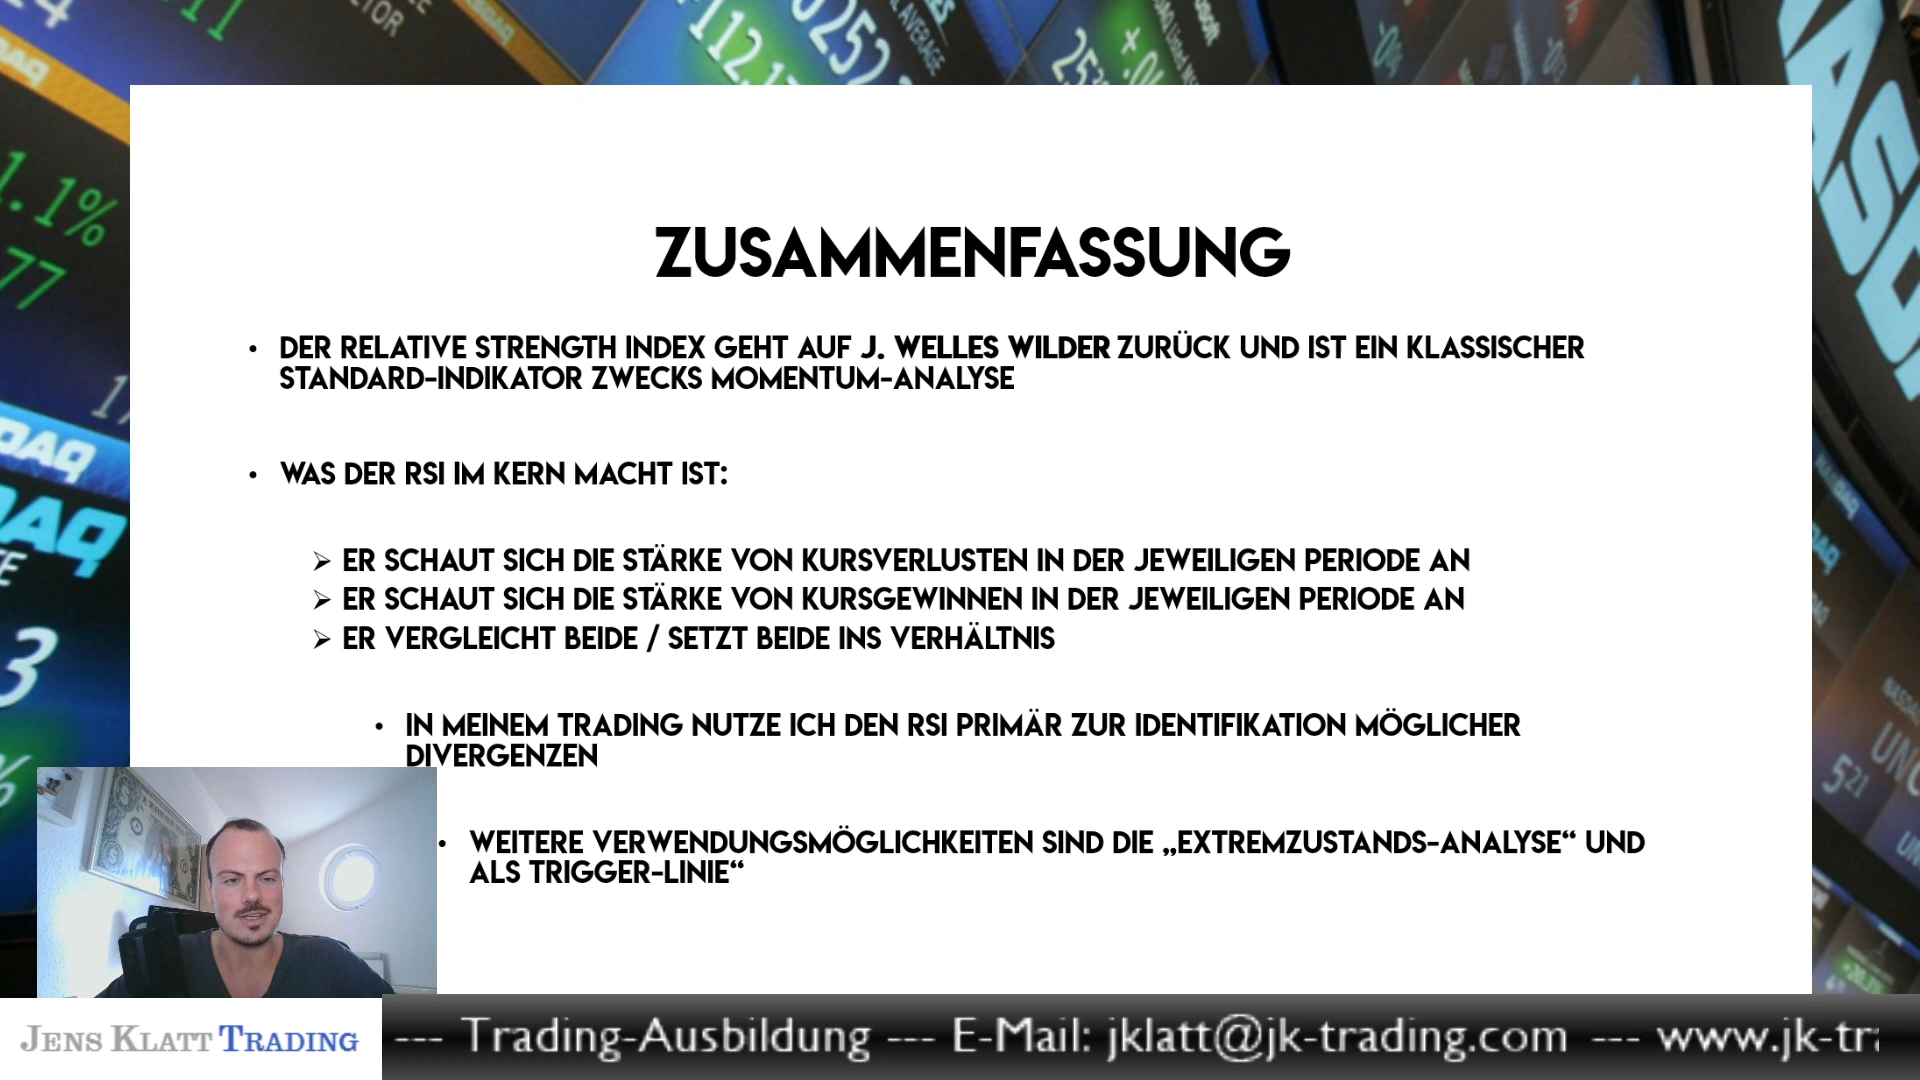 ZUSAMMENFASSUNG
• DER RELATIVE STRENGTH INDEX GEHT AUF J. WELLES WILDER ZURÜCK UND IST EIN KLASSISCHER
STANDARD-INDIKATOR ZWECKS MOMENTUM-ANALYSE
• WAS DER RSI IM KERN MACHT IST:
➢ ER SCHAUT SICH DIE STÄRKE VON KURSVERLUSTEN IN DER JEWEILIGEN PERIODE AN
➢ ER SCHAUT SICH DIE STÄRKE VON KURSGEWINNEN IN DER JEWEILIGEN PERIODE AN
➢ ER VERGLEICHT BEIDE / SETZT BEIDE INS VERHÄLTNIS
• IN MEINEM TRADING NUTZE ICH DEN RSI PRIMÄR ZUR IDENTIFIKATION MÖGLICHER
DIVERGENZEN
• WEITERE VERWENDUNGSMÖGLICHKEITEN SIND DIE „EXTREMZUSTANDS-ANALYSE“ UND
ALS TRIGGER-LINIE“
JENS KLATT TRADING
--- Trading-Ausbildung --- E-Mail: jklatt@jk-trading.com --- www.jk-tr